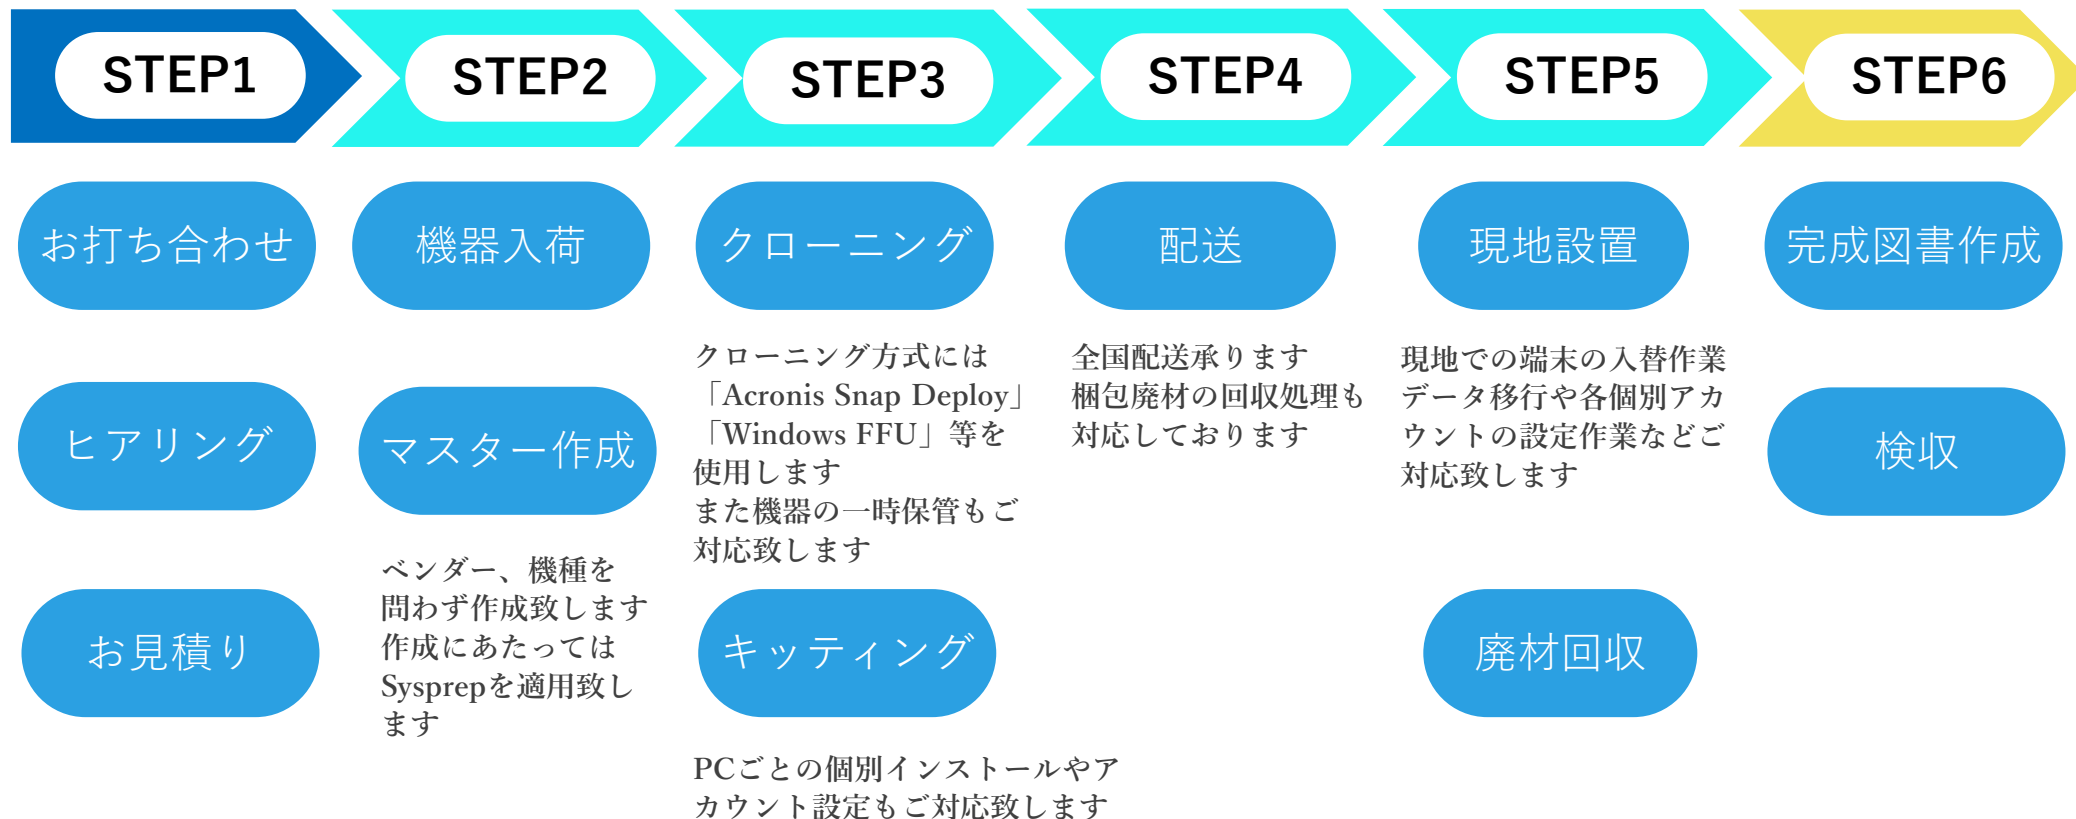 STEP1
STEP2
STEP3
STEP4
STEP5
STEP6
お打ち合わせ
ヒアリング
お見積り
機器入荷
マスター作成
ベンダー、機種を
問わず作成致します
作成にあたっては
Sysprepを適用致し
ます
クローニング
クローニング方式には
「Acronis Snap Deploy」
「Windows FFU」等を
使用します
また機器の一時保管もご
対応致します
キッティング
PCごとの個別インストールやア
カウント設定もご対応致します
配送
全国配送承ります
梱包廃材の回収処理も
対応しております
現地設置
現地での端末の入替作業
データ移行や各個別アカ
ウントの設定作業などご
対応致します
廃材回収
完成図書作成
検収